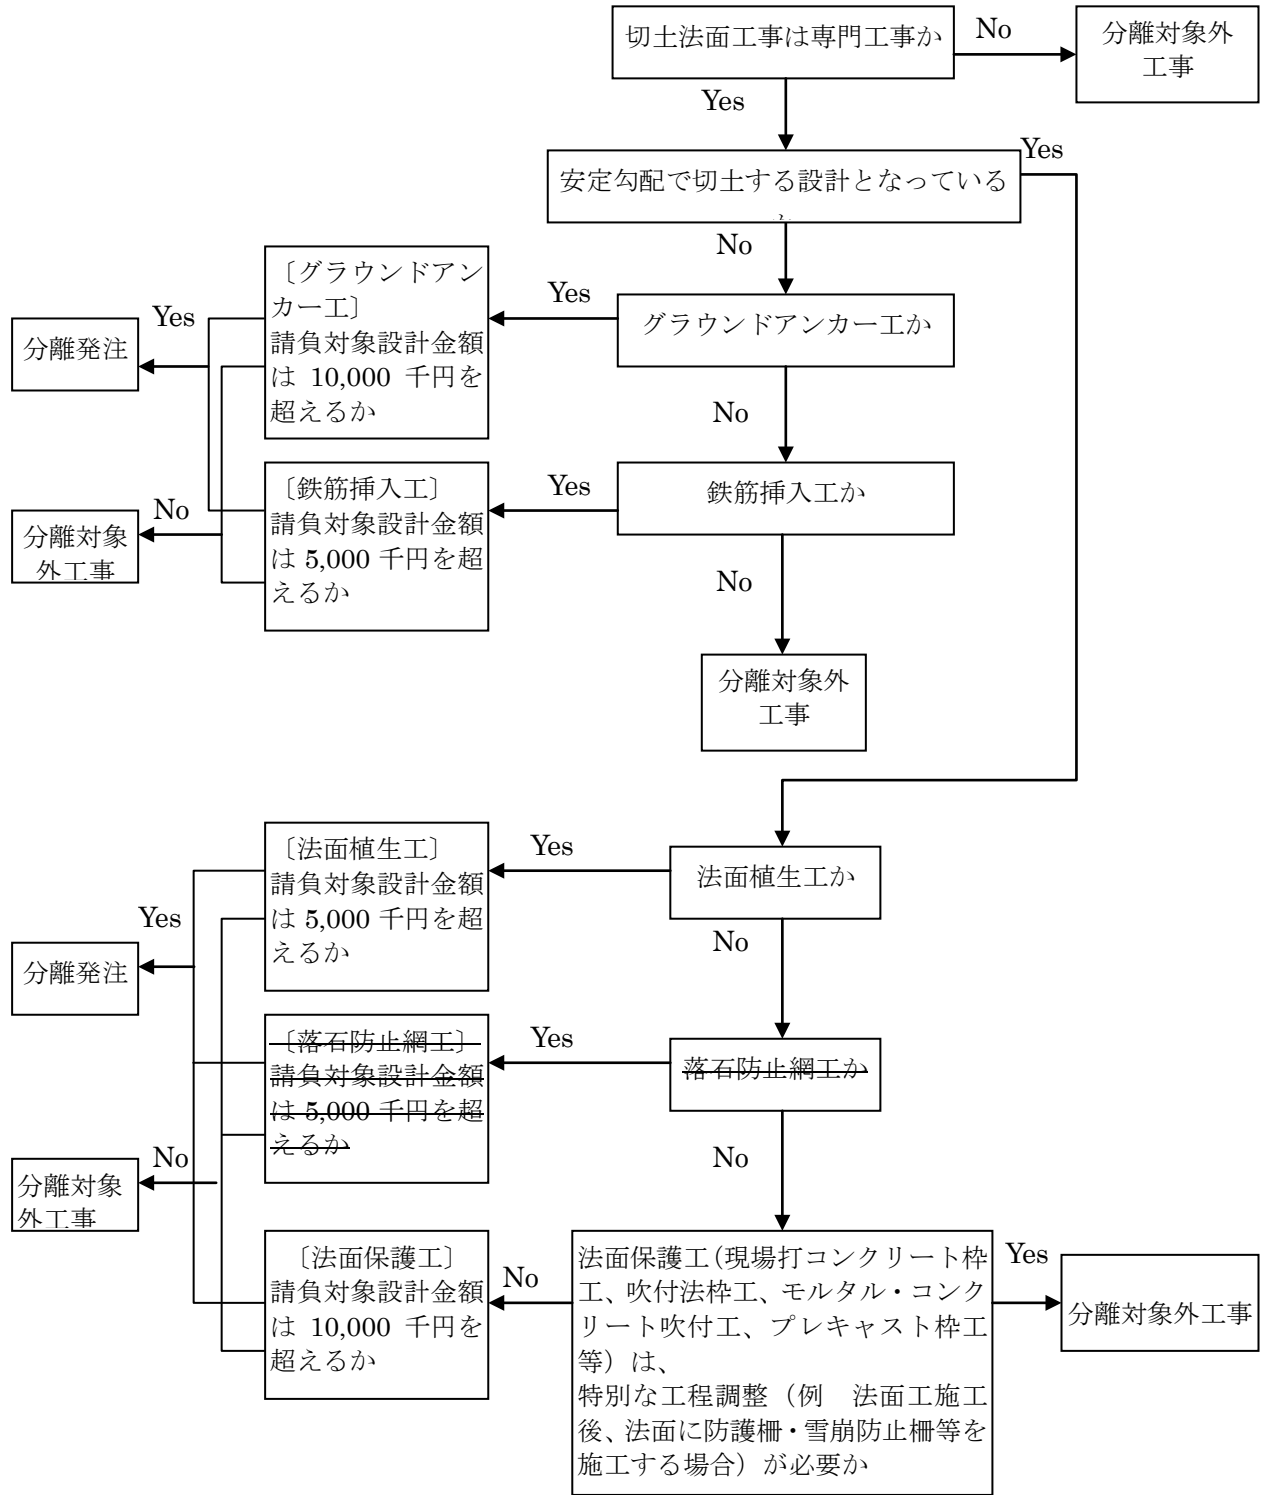 切土法面工事は専門工事か
No
分離対象外
工事
Yes
安定勾配で切土する設計となっている
Yes
No
〔グラウンドアン
カー工〕
請負対象設計金額
は 10,000 千円を
超えるか
Yes
グラウンドアンカー工か
Yes
分離発注
No
〔鉄筋挿入工〕
請負対象設計金額
は 5,000 千円を超
えるか
Yes
鉄筋挿入工か
No
分離対象
外工事
No
分離対象外
工事
〔法面植生工〕
請負対象設計金額
は 5,000 千円を超
えるか
Yes
法面植生工か
Yes
分離発注
No
〔落石防止網工〕
請負対象設計金額
は 5,000 千円を超
えるか
Yes
落石防止網工か
No
分離対象
外工事
No
〔法面保護工〕
請負対象設計金額
は 10,000 千円を
超えるか
No
法面保護工（現場打コンクリート枠
工、吹付法枠工、モルタル・コンク
リート吹付工、プレキャスト枠工
等）は、
特別な工程調整（例　法面工施工
後、法面に防護柵・雪崩防止柵等を
施工する場合）が必要か
Yes
分離対象外工事